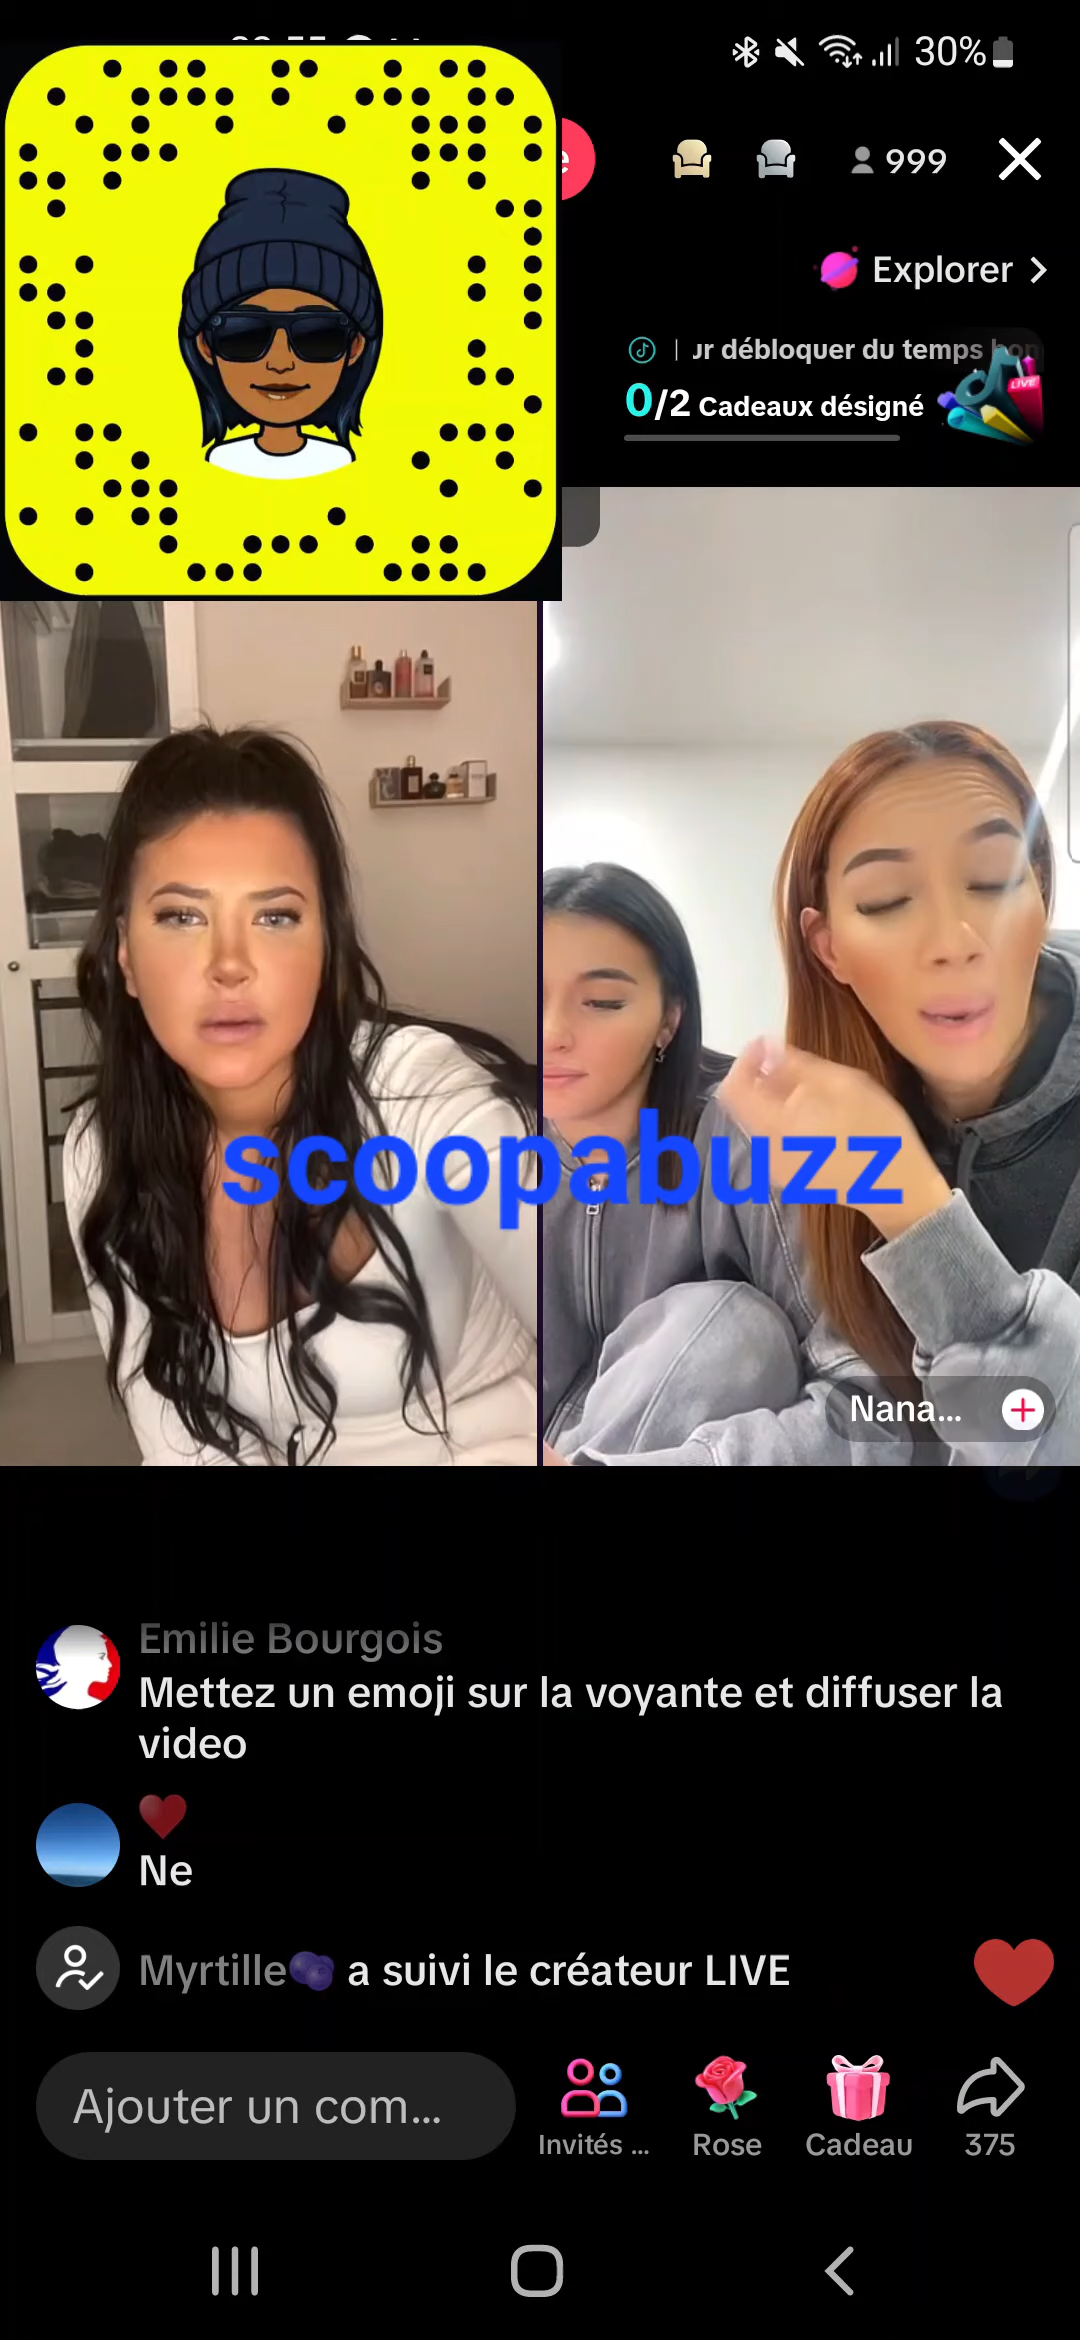 30%
999
Explorer
ur débloquer du temps bon
0/2 Cadeaux désigné
LIVE
scoopabuzz
Nana...
Emilie Bourgois
Mettez un emoji sur la voyante et diffuser la
video
Ne
Myrtille a suivi le créateur LIVE
Ajouter un com...
Invités ...
Rose
Cadeau
375